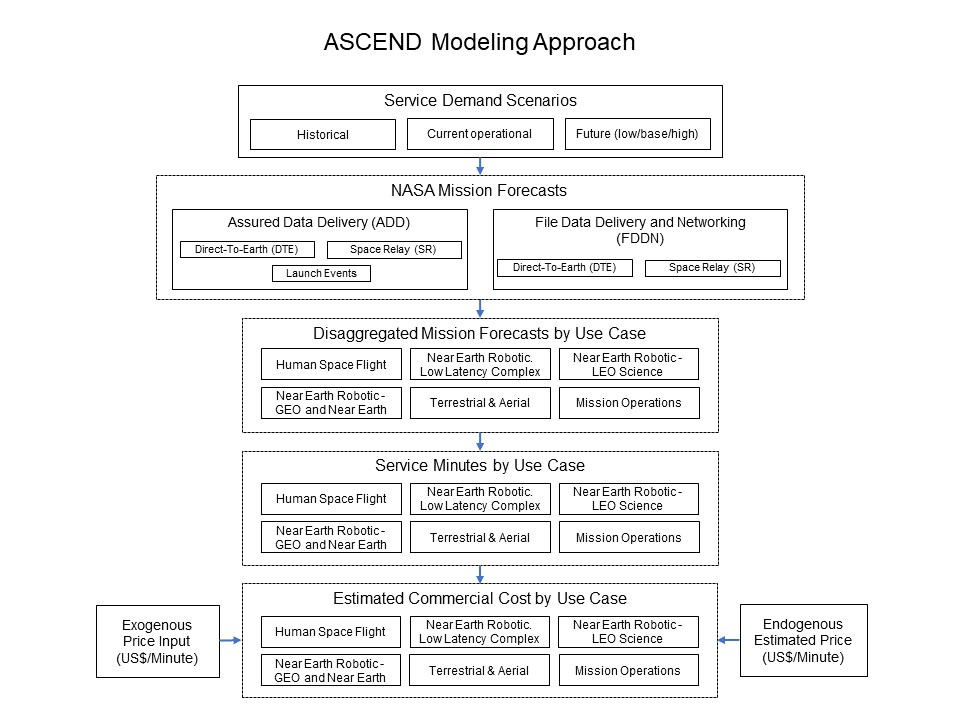 ASCEND Modeling Approach
Service Demand Scenarios
Historical
Current operational
Future (low/base/high)
NASA Mission Forecasts
Assured Data Delivery (ADD)
Direct-To-Earth (DTE)
Space Relay (SR)
Launch Events
File Data Delivery and Networking
(FDDN)
Direct-To-Earth (DTE)
Space Relay (SR)
Disaggregated Mission Forecasts by Use Case
Human Space Flight
Near Earth Robotic.
Low Latency Complex
Near Earth Robotic -
LEO Science
Near Earth Robotic -
GEO and Near Earth
Terrestrial & Aerial
Mission Operations
Service Minutes by Use Case
Human Space Flight
Near Earth Robotic.
Low Latency Complex
Near Earth Robotic -
LEO Science
Near Earth Robotic -
GEO and Near Earth
Terrestrial & Aerial
Mission Operations
Exogenous
Price Input
(US$/Minute)
Estimated Commercial Cost by Use Case
Human Space Flight
Near Earth Robotic.
Low Latency Complex
Near Earth Robotic -
LEO Science
Near Earth Robotic -
GEO and Near Earth
Terrestrial & Aerial
Mission Operations
Endogenous
Estimated Price
(US$/Minute)